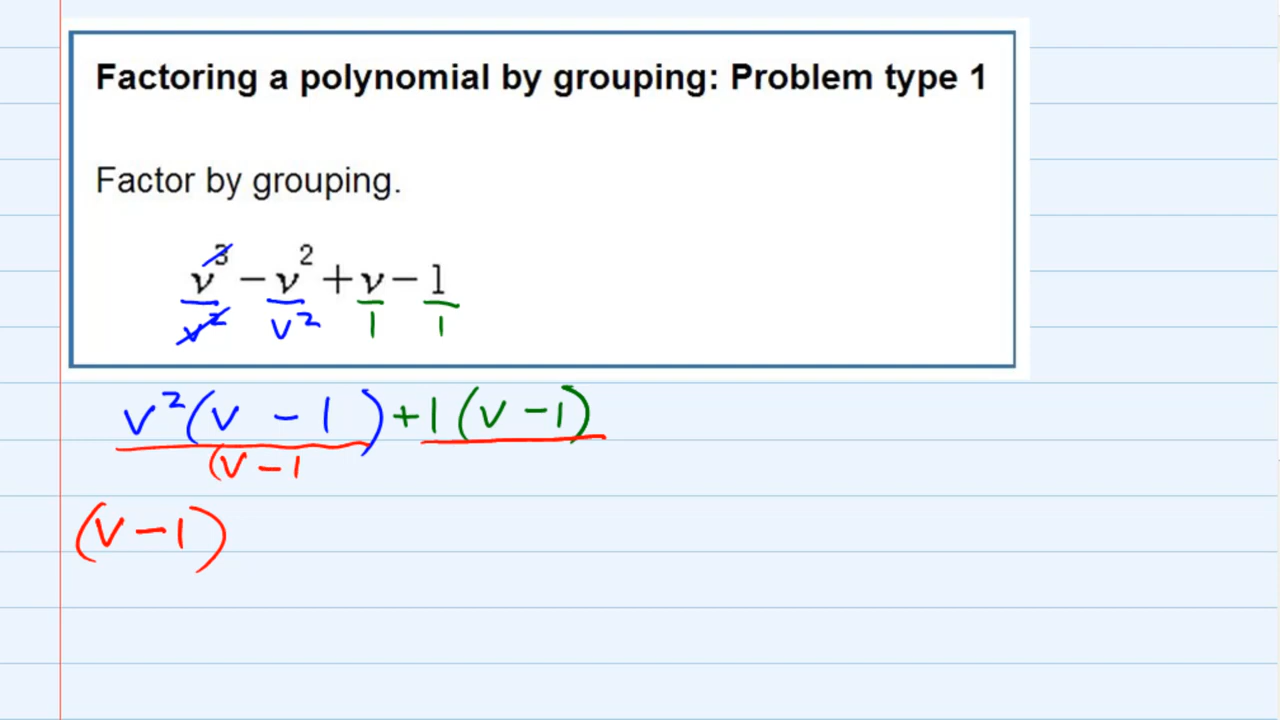 Factoring a polynomial by grouping: Problem type 1
Factor by grouping.
v³ − v² + v − 1
v² v² 1 1
v²(v − 1) + 1(v − 1)
(v − 1
(v − 1)